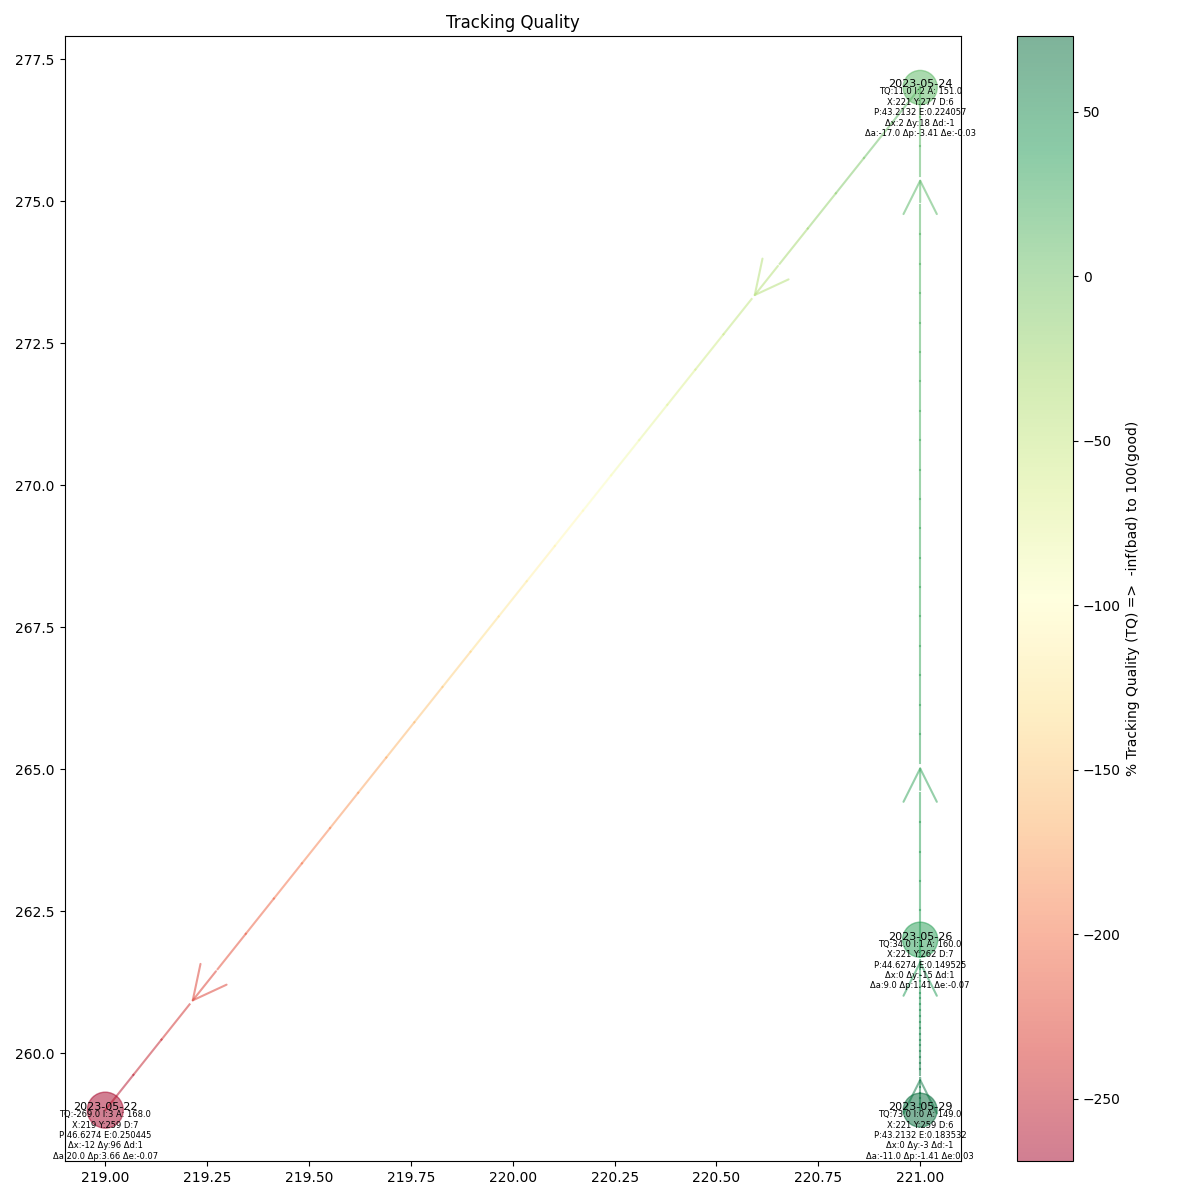 Tracking Quality
277.5
275.0
272.5
270.0
267.5
265.0
262.5
260.0
2023-05-24
TQ:11.0 I:2 A: 151.0
X:221 Y:277 D:6
P:43.2132 E:0.224057
Δx:2 Δy:18 Δd:-1
Δa:-17.0 Δp:-3.41 Δe:-0.03
2023-05-26
TQ:34.0 I:1 A: 160.0
X:221 Y:262 D:7
P:44.6274 E:0.149525
Δx:0 Δy:-15 Δd:1
Δa:9.0 Δp:1.41 Δe:-0.07
2023-05-22
TQ:-269.0 I:3 A: 168.0
X:219 Y:259 D:7
P:46.6274 E:0.250445
Δx:-12 Δy:96 Δd:1
Δa:20.0 Δp:3.66 Δe:-0.07
2023-05-29
TQ:73.0 I:0 A: 149.0
X:221 Y:259 D:6
P:43.2132 E:0.183532
Δx:0 Δy:-3 Δd:-1
Δa:-11.0 Δp:-1.41 Δe:0.03
219.00 219.25 219.50 219.75 220.00 220.25 220.50 220.75 221.00
50
0
−50
−100
−150
−200
−250
% Tracking Quality (TQ) => -inf(bad) to 100(good)